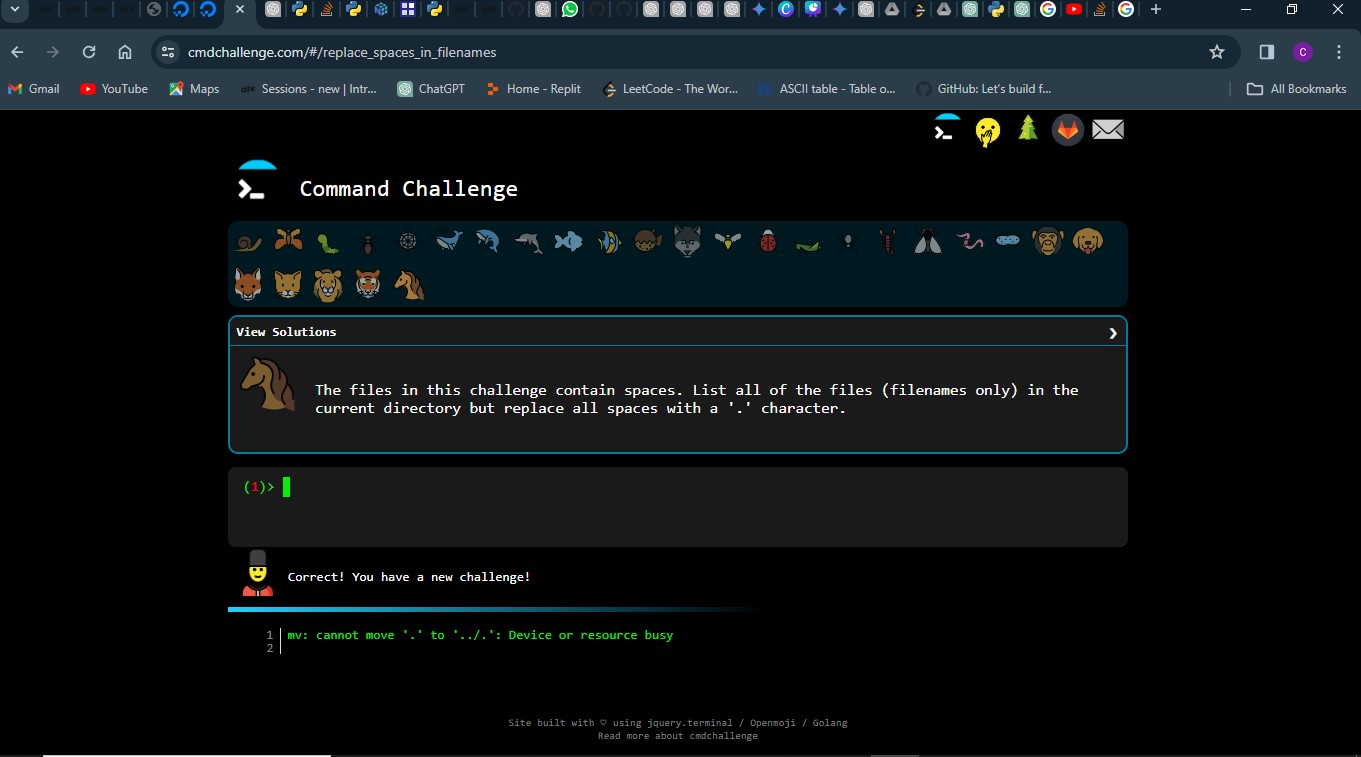 cmdchallenge.com/#/replace_spaces_in_filenames
C
Gmail YouTube Maps Sessions - new | Intr... ChatGPT Home - Replit LeetCode - The Wor... ASCII table - Table o... GitHub: Let's build f... All Bookmarks
Command Challenge
View Solutions
The files in this challenge contain spaces. List all of the files (filenames only) in the
current directory but replace all spaces with a '.' character.
(1)>
Correct! You have a new challenge!
1 mv: cannot move '.' to '../.': Device or resource busy
2
Site built with ♡ using jquery.terminal / Openmoji / Golang
Read more about cmdchallenge